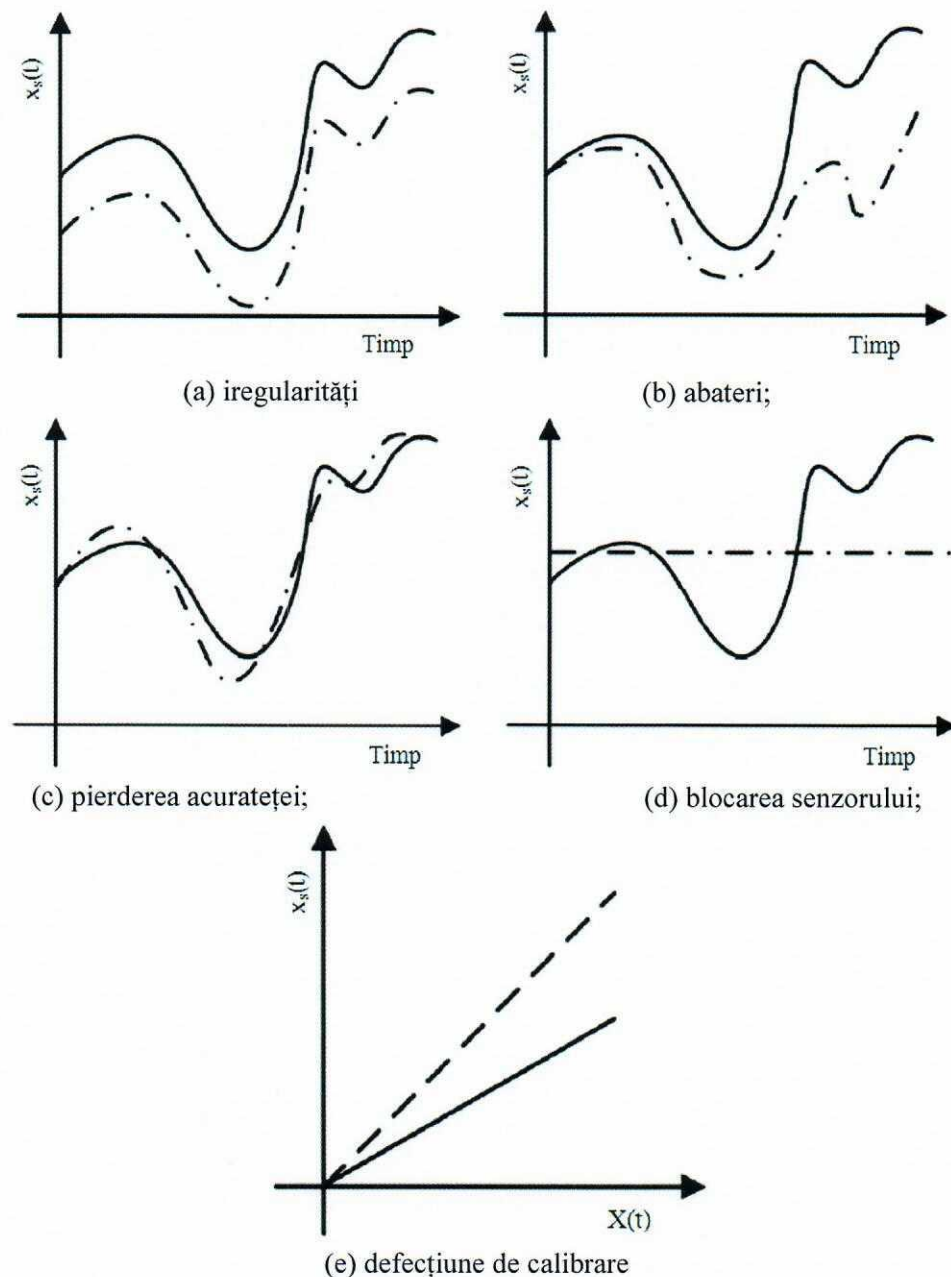 xₛ(t)
Timp
(a) iregularități
xₛ(t)
Timp
(b) abateri;
xₛ(t)
Timp
(c) pierderea acurateței;
xₛ(t)
Timp
(d) blocarea senzorului;
xₛ(t)
X(t)
(e) defecțiune de calibrare